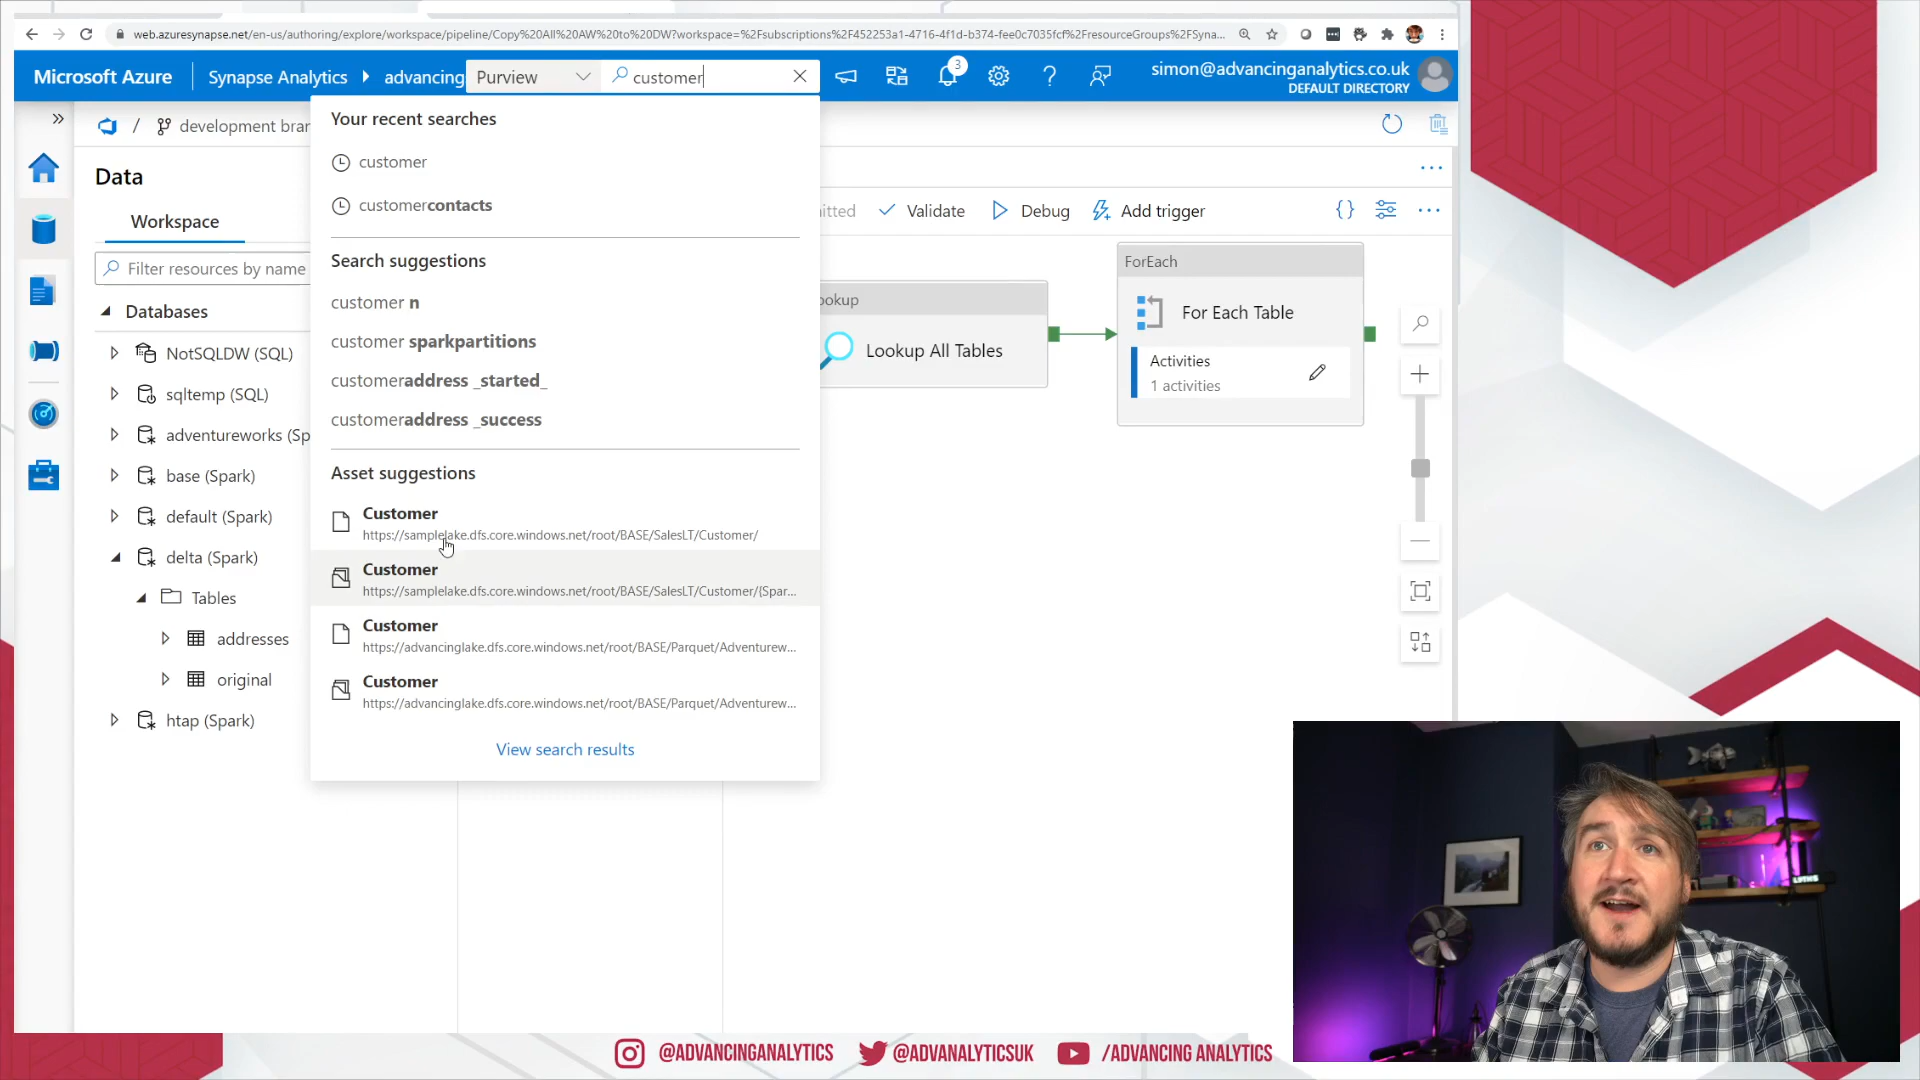 web.azuresynapse.net/en-us/authoring/explore/workspace/pipeline/Copy%20All%20AW%20to%20DW?workspace=%2Fsubscriptions%2F452253a1-4716-4f1d-b374-fee0c7035fcf%2FresourceGroups%2FSyna...
Microsoft Azure
Synapse Analytics
advancing
Purview
customer
3
simon@advancinganalytics.co.uk
DEFAULT DIRECTORY
Your recent searches
customer
customercontacts
Search suggestions
customer n
customer sparkpartitions
customeraddress _started_
customeraddress _success
Asset suggestions
Customer
https://samplelake.dfs.core.windows.net/root/BASE/SalesLT/Customer/
Customer
https://samplelake.dfs.core.windows.net/root/BASE/SalesLT/Customer/{Spar...
Customer
https://advancinglake.dfs.core.windows.net/root/BASE/Parquet/Adventurew...
Customer
https://advancinglake.dfs.core.windows.net/root/BASE/Parquet/Adventurew...
View search results
/ development bran
Data
Workspace
Filter resources by name
Databases
NotSQLDW (SQL)
sqltemp (SQL)
adventureworks (Sp
base (Spark)
default (Spark)
delta (Spark)
Tables
addresses
original
htap (Spark)
mitted
Validate
Debug
Add trigger
{}
ookup
Lookup All Tables
ForEach
For Each Table
Activities
1 activities
@ADVANCINGANALYTICS
@ADVANALYTICSUK
/ADVANCING ANALYTICS